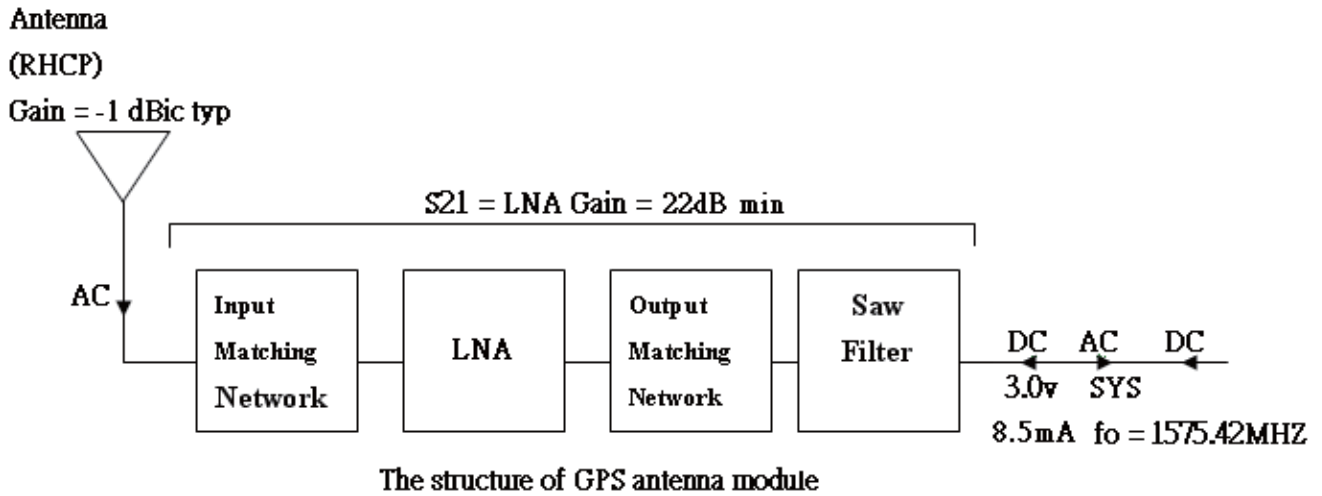 Antenna
(RHCP)
Gain = -1 dBic typ
S21 = LNA Gain = 22dB min
AC
Input
Matching
Network
LNA
Output
Matching
Network
Saw
Filter
DC AC DC
3.0v SYS
8.5mA fo = 1575.42MHZ
The structure of GPS antenna module